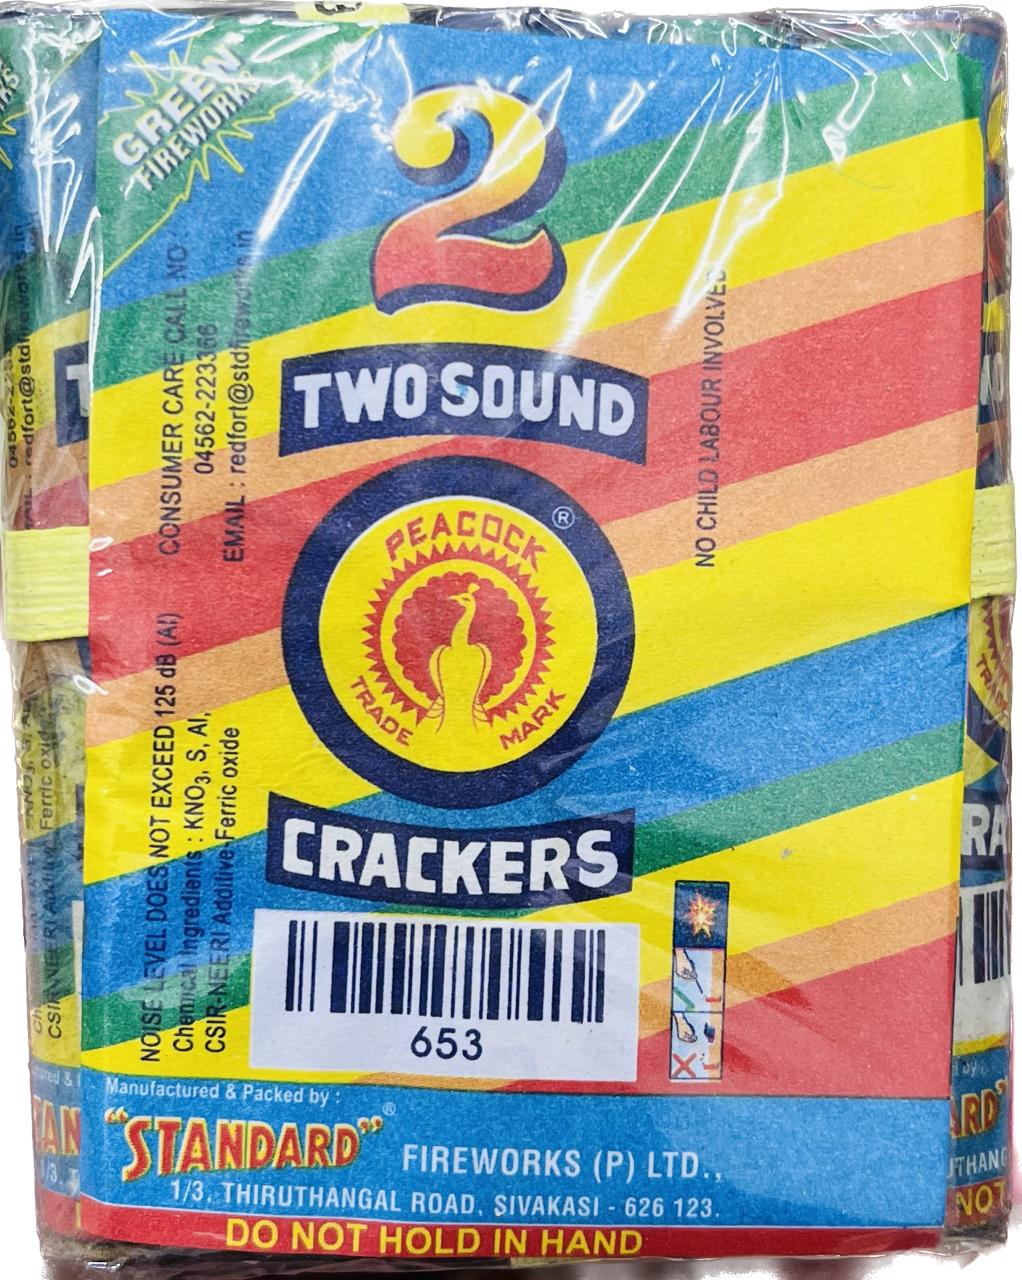 GREEN
FIREWORKS
2
TWO SOUND
PEACOCK
®
TRADE MARK
CRACKERS
653
CONSUMER CARE CALL NO
04562-223366
EMAIL : redfort@stdfireworks.in
NO CHILD LABOUR INVOLVED
NOISE LEVEL DOES NOT EXCEED 125 dB (AI)
Chemical Ingredients : KNO3, S, Al,
CSIR-NEERI Additive-Ferric oxide
Manufactured & Packed by :
"STANDARD"® FIREWORKS (P) LTD.,
1/3, THIRUTHANGAL ROAD, SIVAKASI - 626 123.
DO NOT HOLD IN HAND